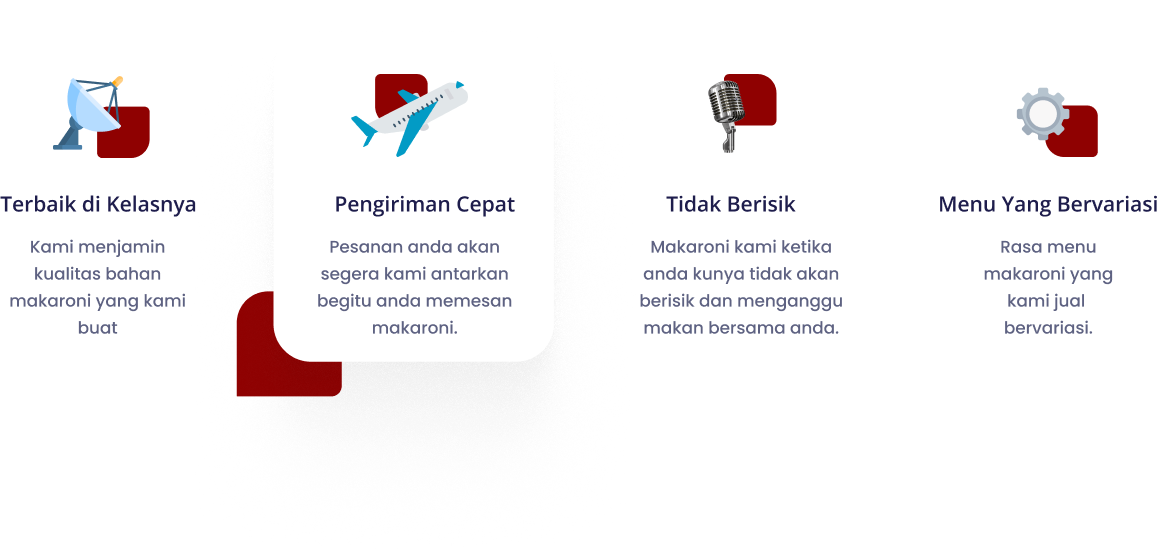 Terbaik di Kelasnya
Kami menjamin
kualitas bahan
makaroni yang kami
buat
Pengiriman Cepat
Pesanan anda akan
segera kami antarkan
begitu anda memesan
makaroni.
Tidak Berisik
Makaroni kami ketika
anda kunya tidak akan
berisik dan menganggu
makan bersama anda.
Menu Yang Bervariasi
Rasa menu
makaroni yang
kami jual
bervariasi.